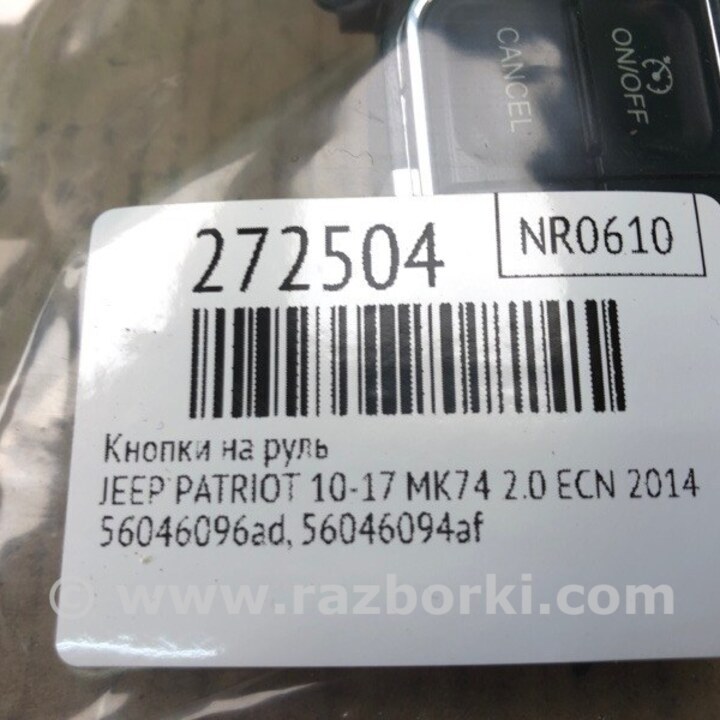 CANCEL
ON/OFF
272504
NR0610
Кнопки на руль
JEEP PATRIOT 10-17 MK74 2.0 ECN 2014
56046096ad, 56046094af
© www.razborki.com